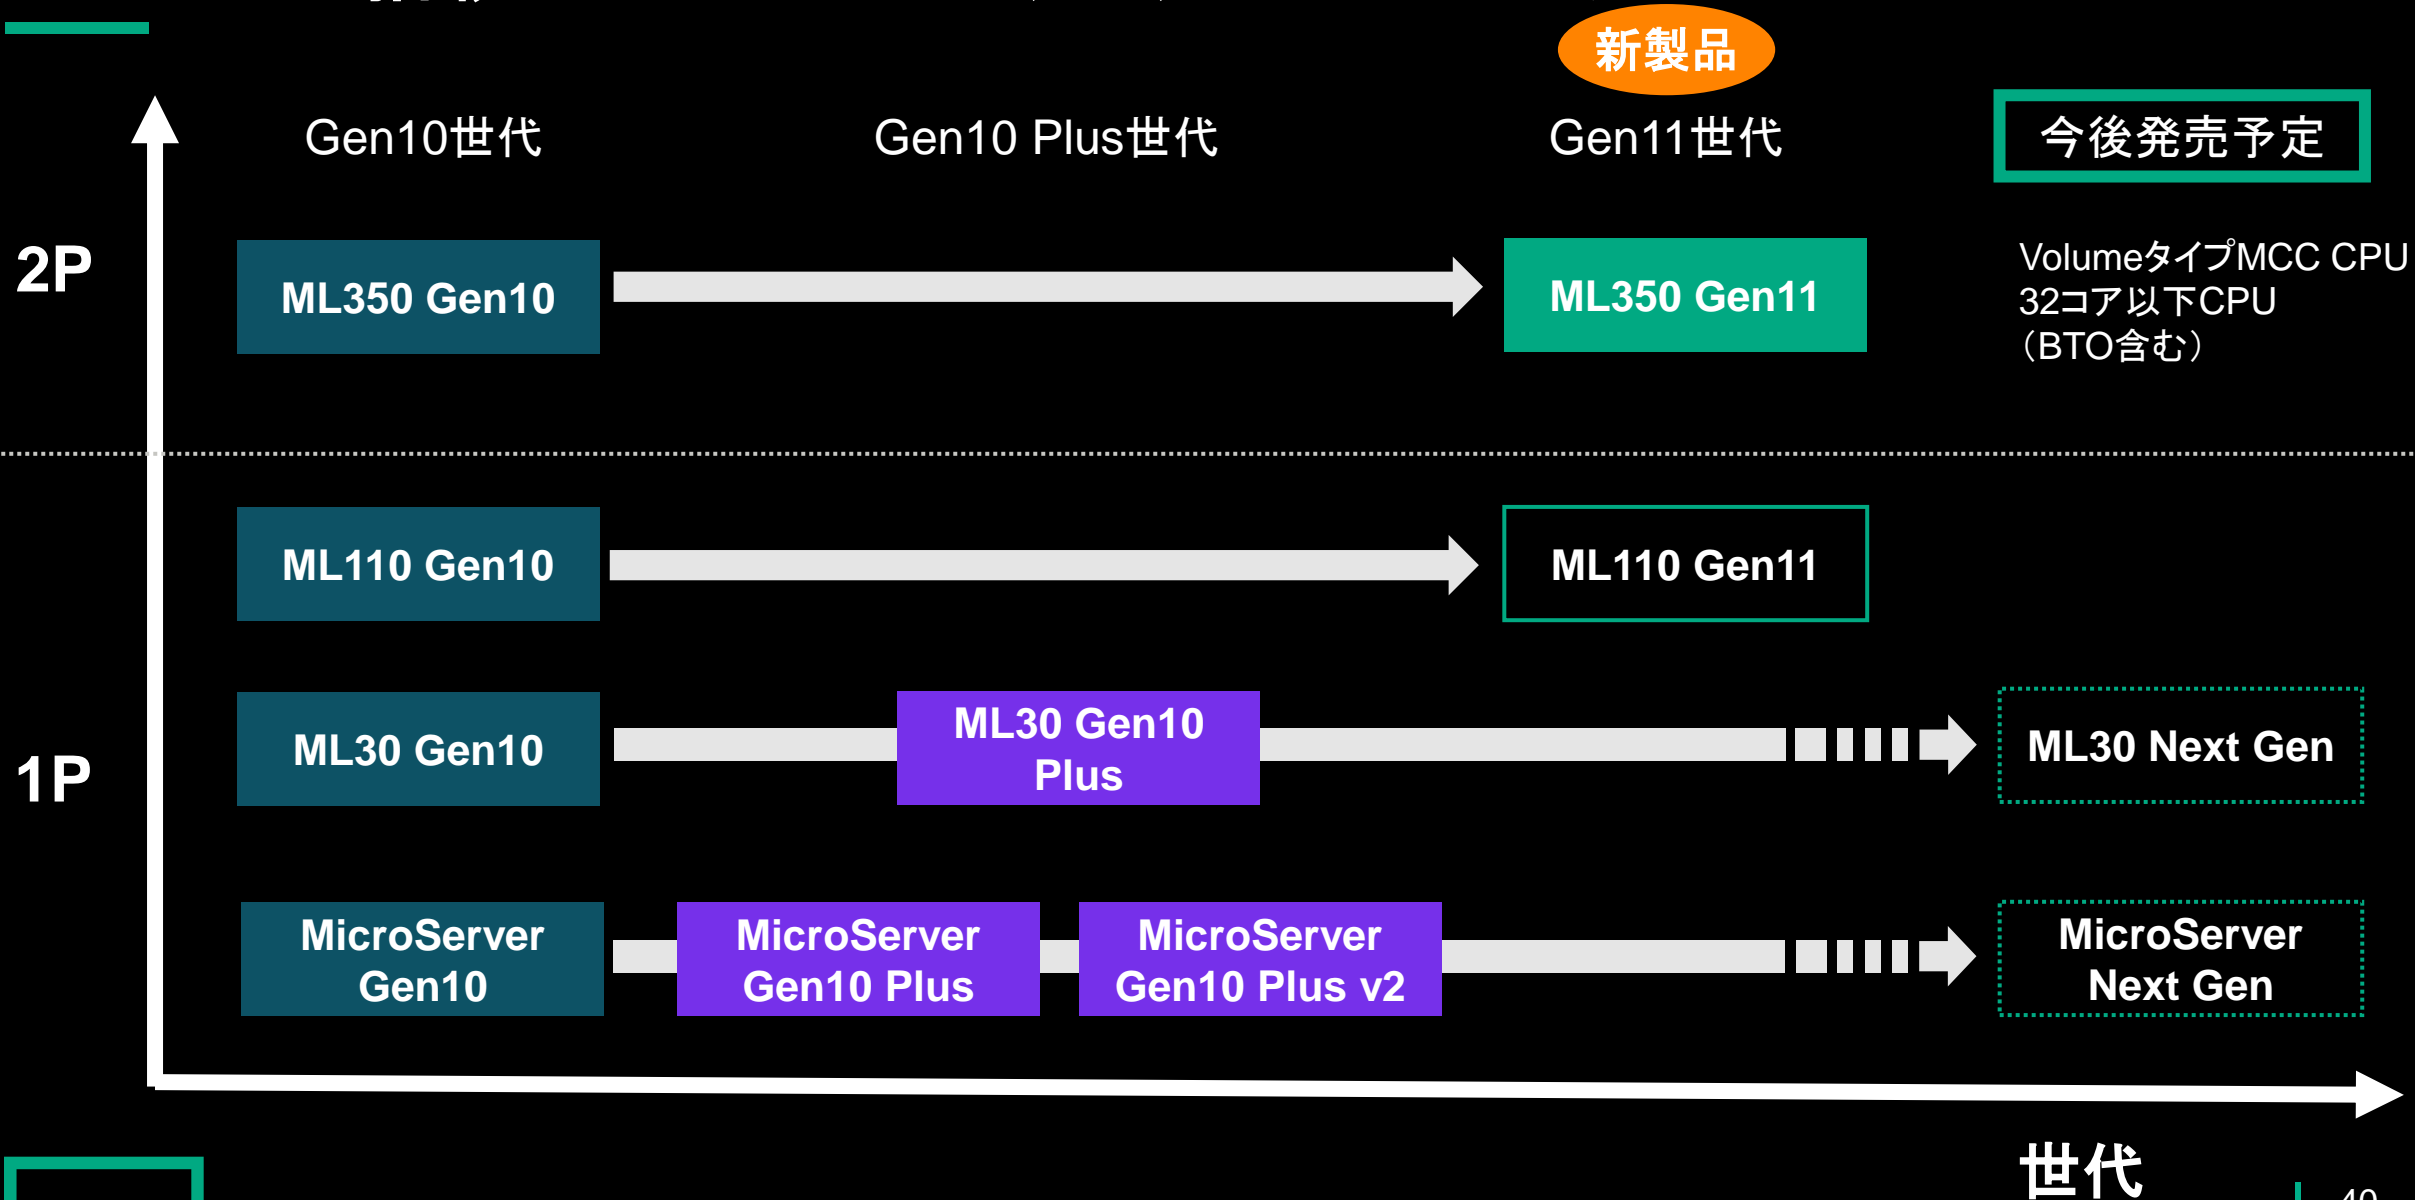 新製品
Gen10世代
Gen10 Plus世代
Gen11世代
今後発売予定
2P
ML350 Gen10
ML350 Gen11
VolumeタイプMCC CPU
32コア以下CPU
（BTO含む）
ML110 Gen10
ML110 Gen11
1P
ML30 Gen10
ML30 Gen10
Plus
ML30 Next Gen
MicroServer
Gen10
MicroServer
Gen10 Plus
MicroServer
Gen10 Plus v2
MicroServer
Next Gen
世代
40